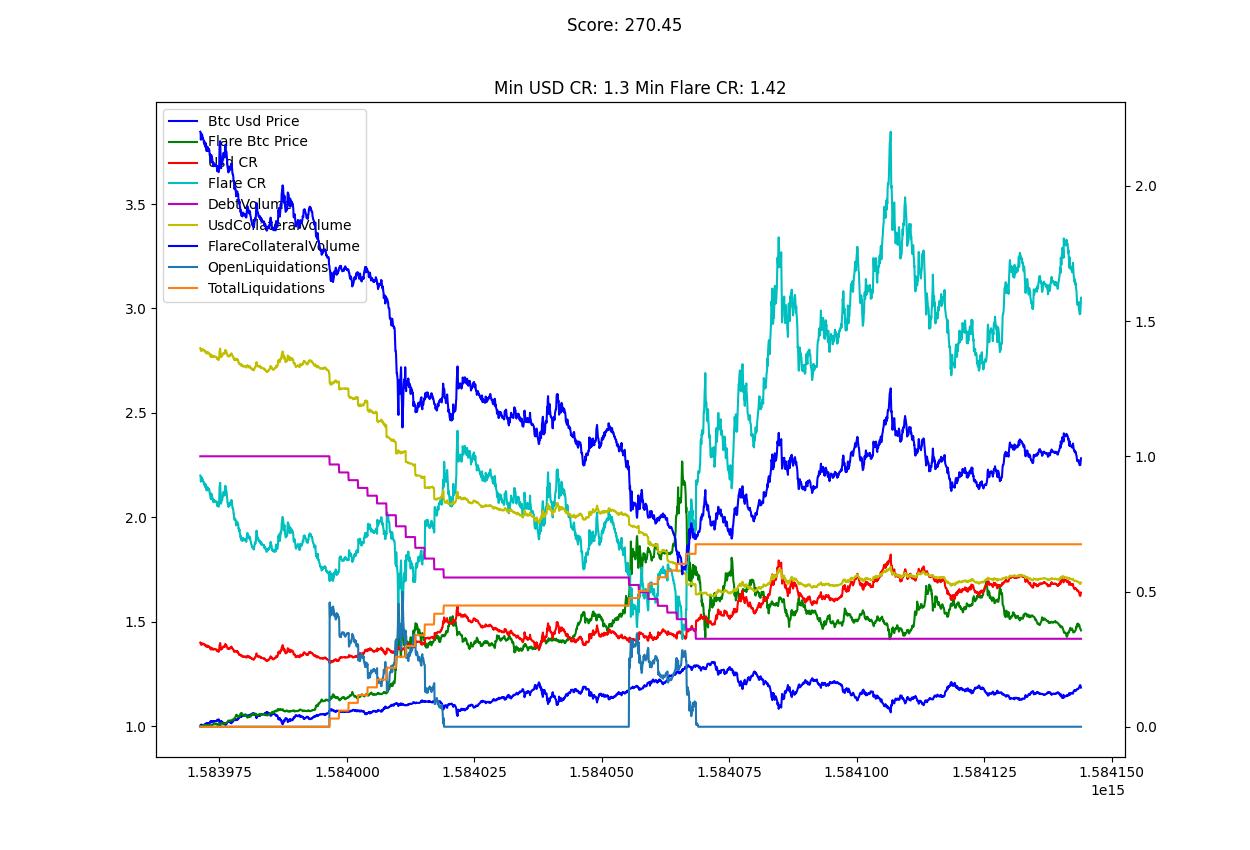 Score: 270.45
Min USD CR: 1.3 Min Flare CR: 1.42
Btc Usd Price
Flare Btc Price
Usd CR
Flare CR
DebtVolume
UsdCollateralVolume
FlareCollateralVolume
OpenLiquidations
TotalLiquidations
3.5
3.0
2.5
2.0
1.5
1.0
2.0
1.5
1.0
0.5
0.0
1.583975
1.584000
1.584025
1.584050
1.584075
1.584100
1.584125
1.584150
1e15